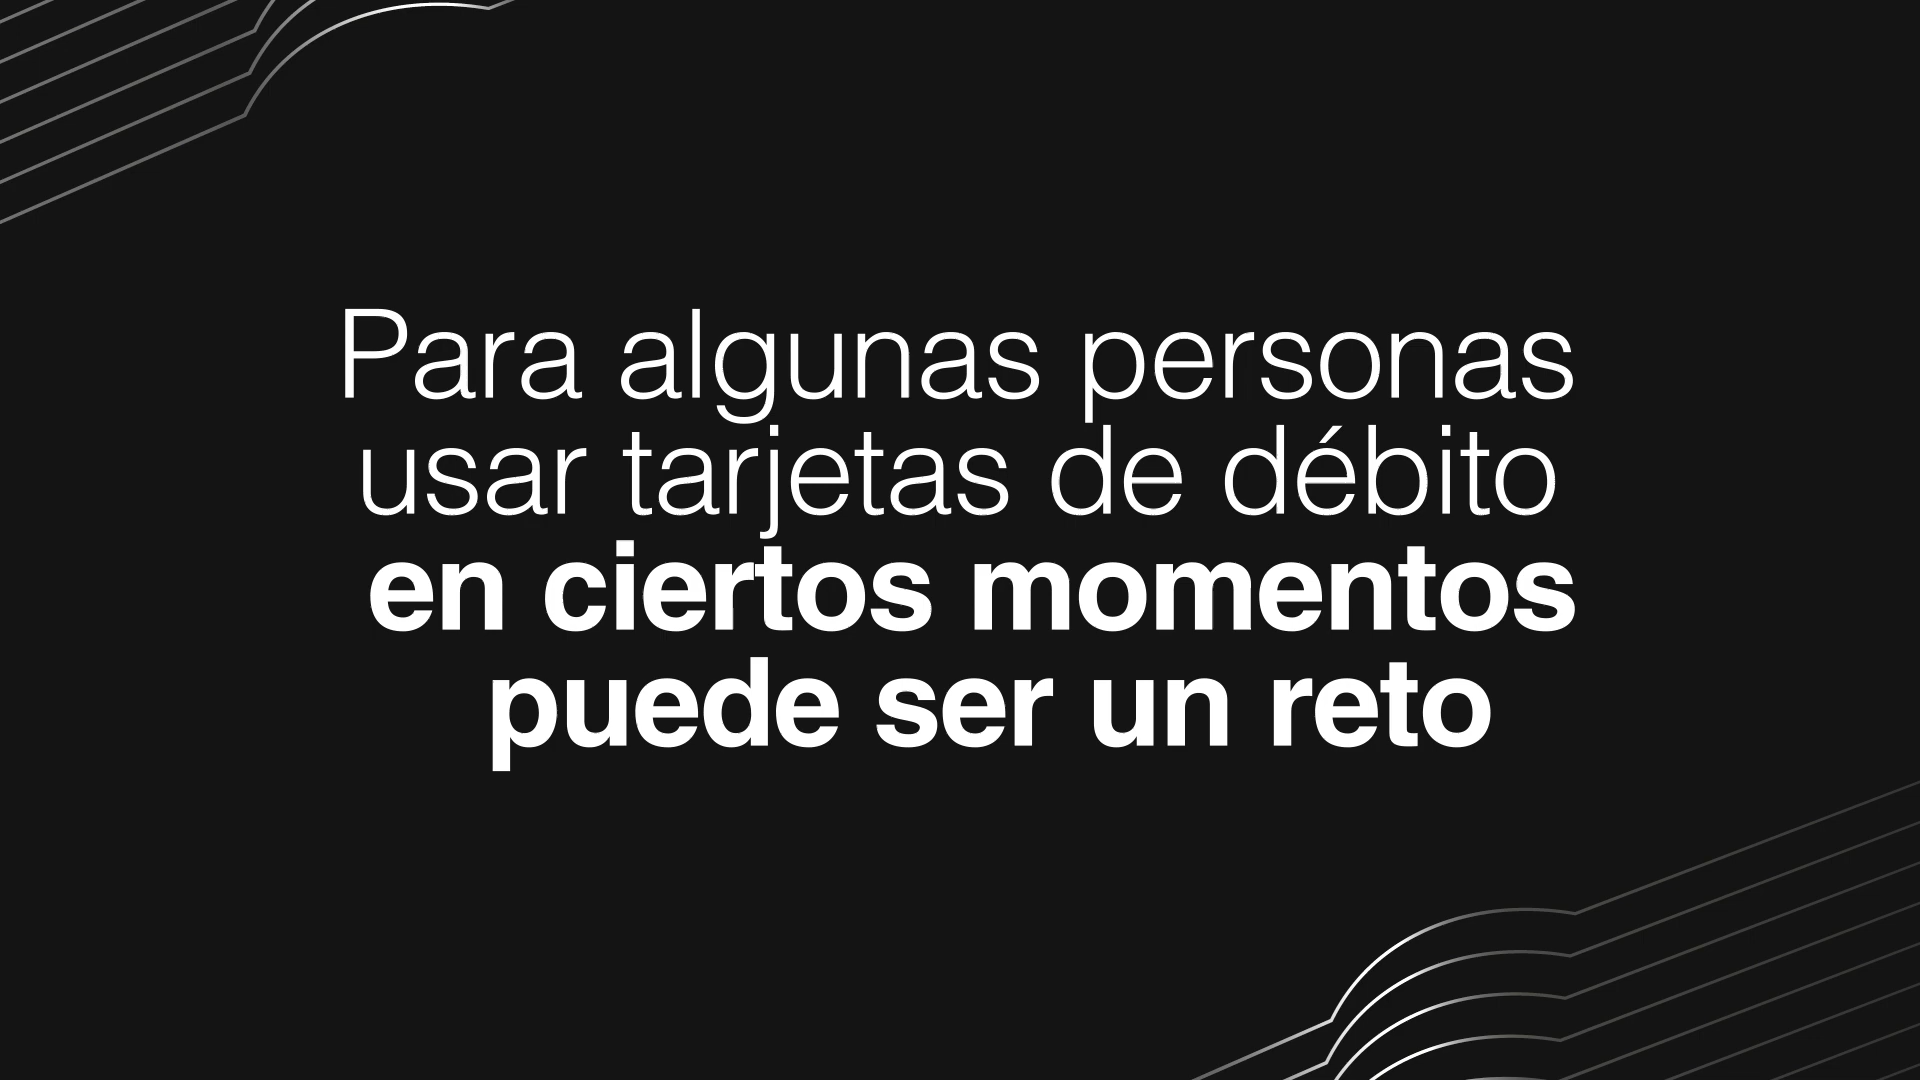 Para algunas personas
usar tarjetas de débito
en ciertos momentos
puede ser un reto